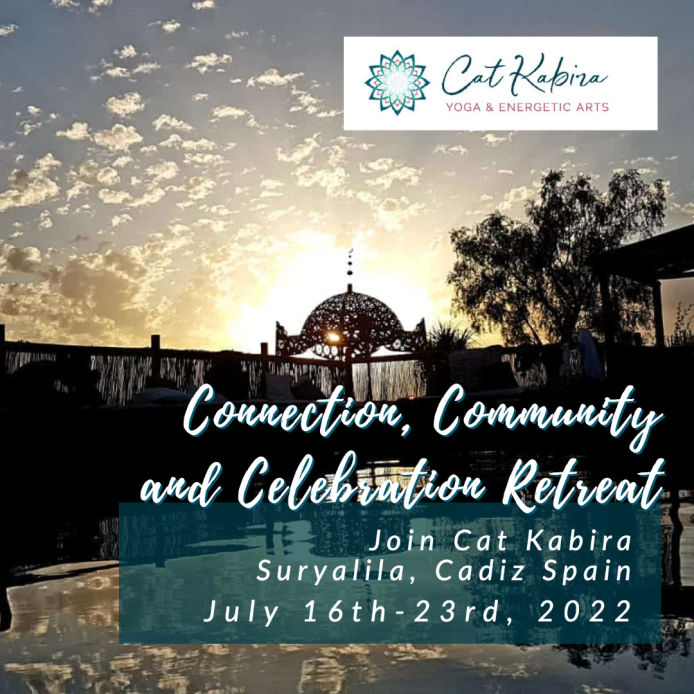 Cat Kabira
YOGA & ENERGETIC ARTS
Connection, Community
and Celebration Retreat
Join Cat Kabira
Suryalila, Cadiz Spain
July 16th-23rd, 2022